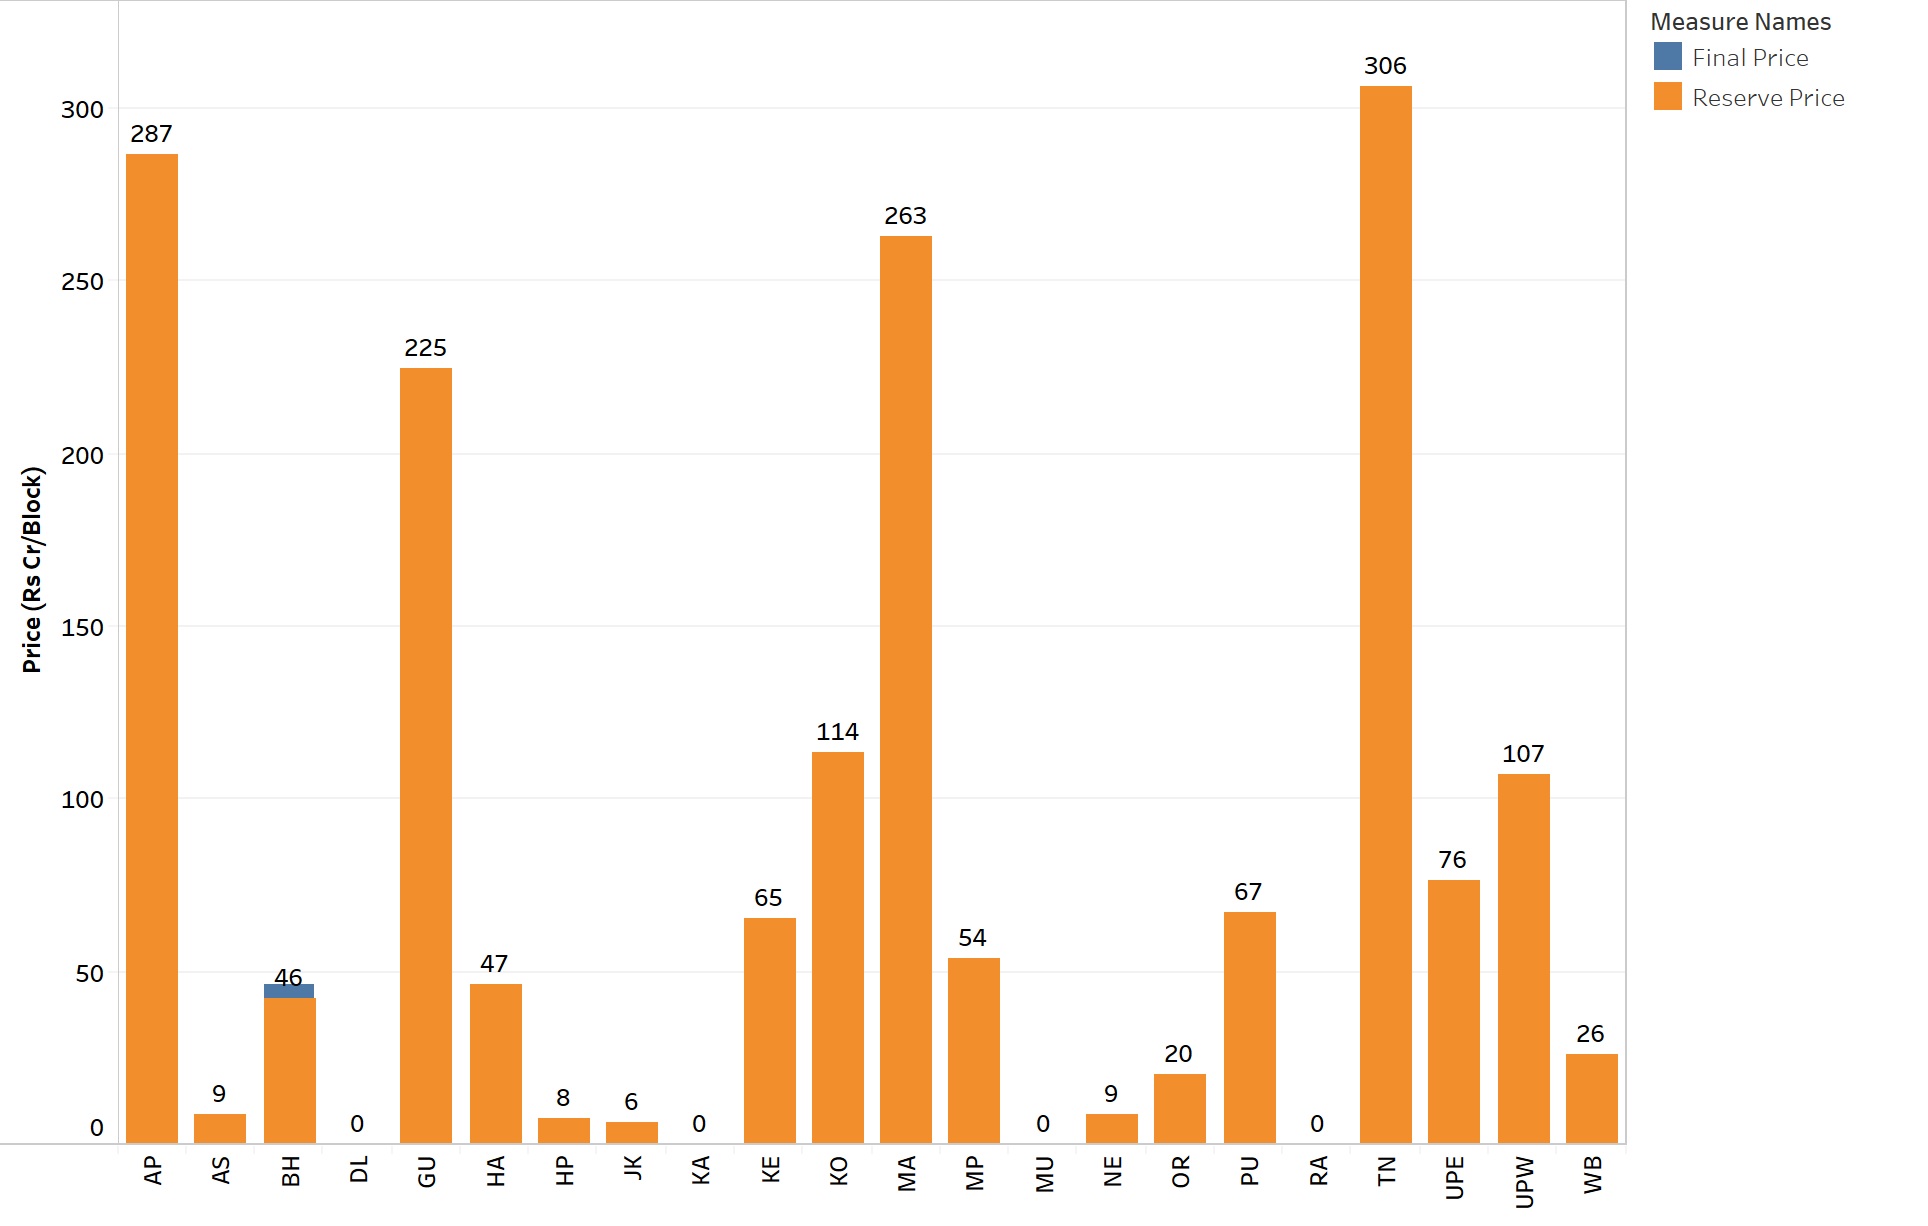 Measure Names
Final Price
Reserve Price
Price (Rs Cr/Block)
300
250
200
150
100
50
0
287
9
46
0
225
47
8
6
0
65
114
263
54
0
9
20
67
0
306
76
107
26
AP
AS
BH
DL
GU
HA
HP
JK
KA
KE
KO
MA
MP
MU
NE
OR
PU
RA
TN
UPE
UPW
WB